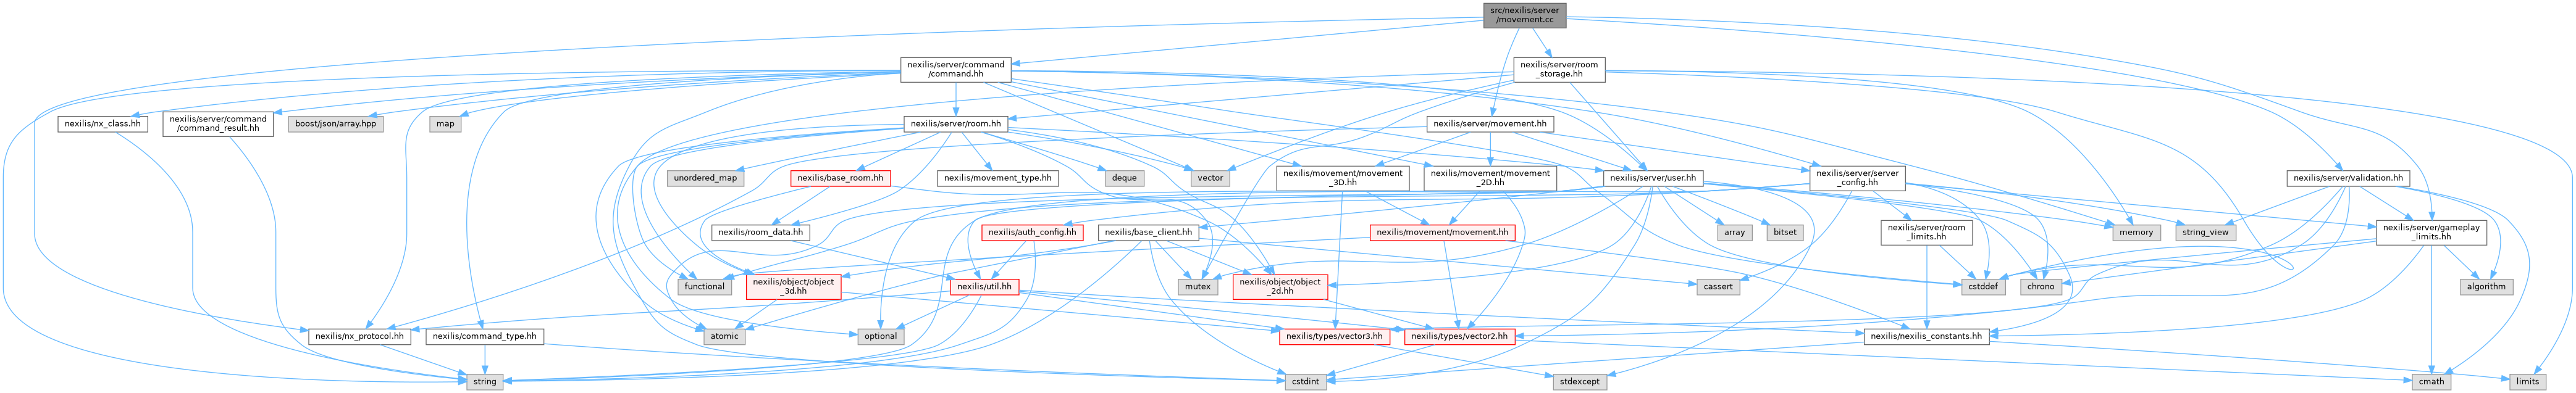 src/nexilis/server
/movement.cc
nexilis/server/command
/command.hh
nexilis/server/room
_storage.hh
nexilis/nx_class.hh
nexilis/server/command
/command_result.hh
boost/json/array.hpp
map
nexilis/server/room.hh
nexilis/server/movement.hh
unordered_map
nexilis/base_room.hh
nexilis/movement_type.hh
deque
vector
nexilis/movement/movement
_3D.hh
nexilis/movement/movement
_2D.hh
nexilis/server/user.hh
nexilis/server/server
_config.hh
nexilis/server/validation.hh
nexilis/room_data.hh
nexilis/auth_config.hh
nexilis/base_client.hh
nexilis/movement/movement.hh
array
bitset
nexilis/server/room
_limits.hh
memory
string_view
nexilis/server/gameplay
_limits.hh
functional
nexilis/object/object
_3d.hh
nexilis/util.hh
mutex
nexilis/object/object
_2d.hh
cassert
cstddef
chrono
algorithm
nexilis/nx_protocol.hh
nexilis/command_type.hh
atomic
optional
nexilis/types/vector3.hh
nexilis/types/vector2.hh
nexilis/nexilis_constants.hh
string
cstdint
stdexcept
cmath
limits